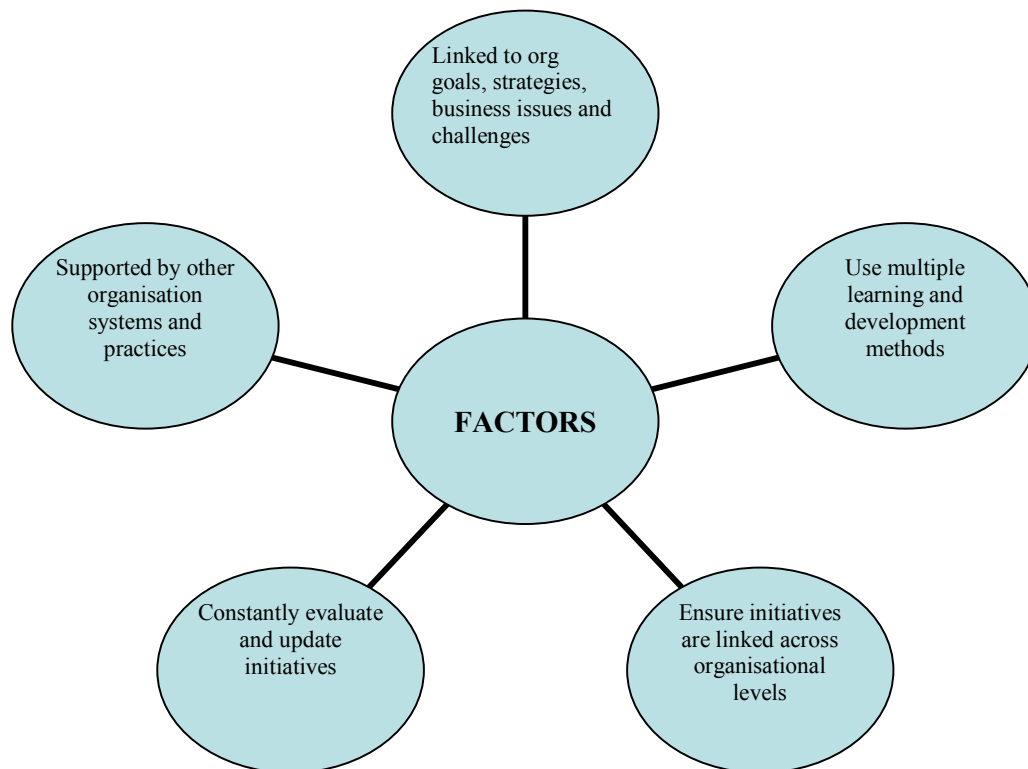 Linked to org
goals, strategies,
business issues and
challenges
Supported by other
organisation
systems and
practices
Use multiple
learning and
development
methods
FACTORS
Constantly evaluate
and update
initiatives
Ensure initiatives
are linked across
organisational
levels